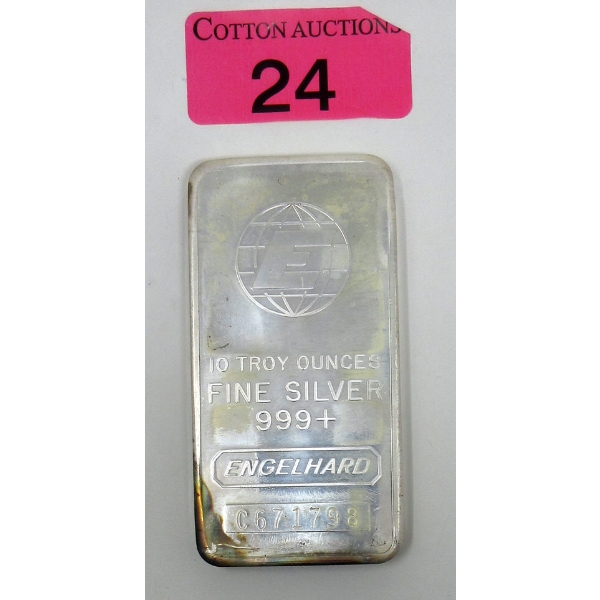 COTTON AUCTIONS
24
E
10 TROY OUNCES
FINE SILVER
999+
ENGELHARD
C671798